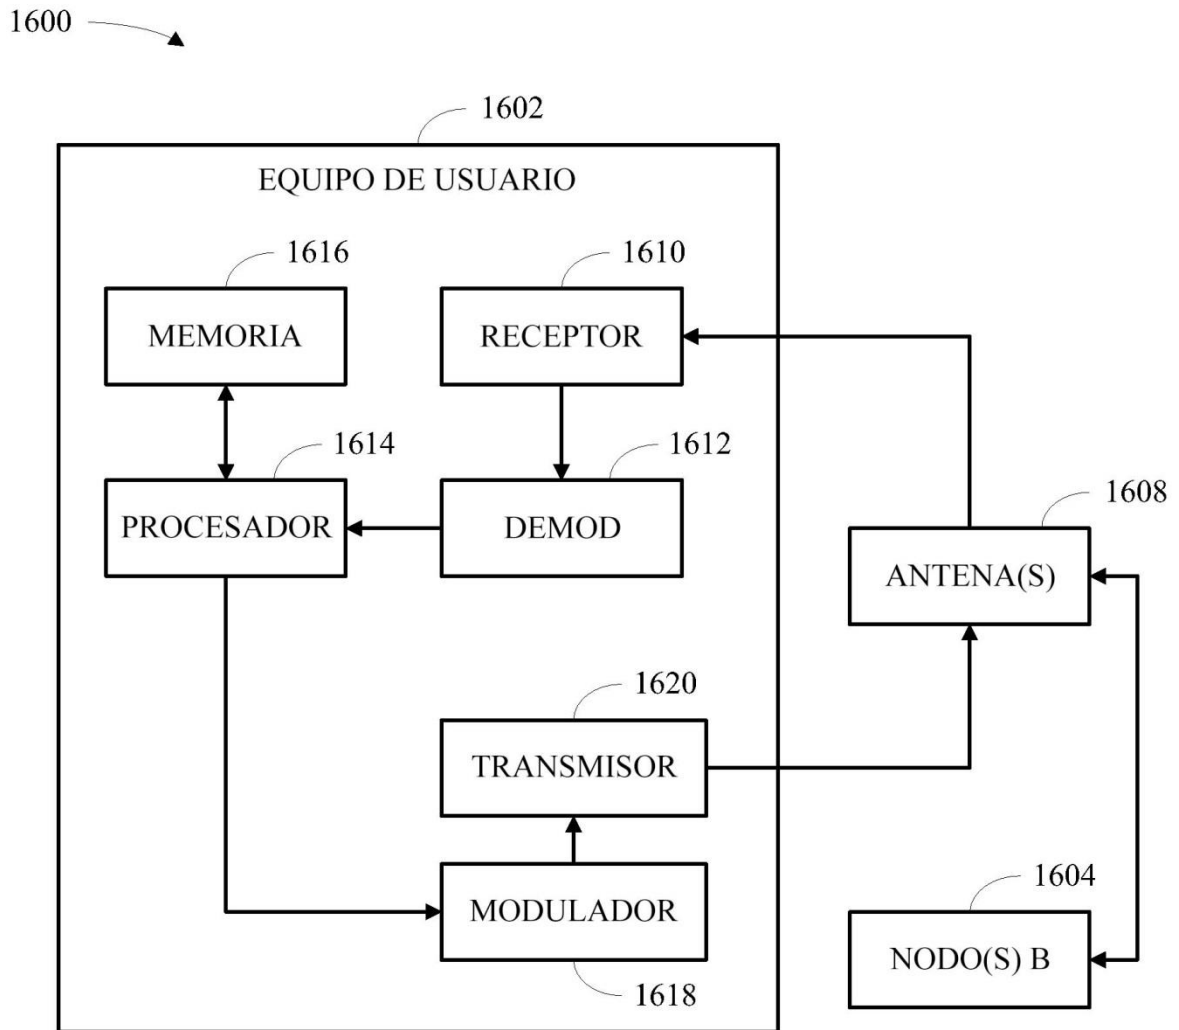 1600
1602
EQUIPO DE USUARIO
1616
1610
MEMORIA
RECEPTOR
1614
1612
1608
PROCESADOR
DEMOD
ANTENA(S)
1620
TRANSMISOR
1604
MODULADOR
NODO(S) B
1618